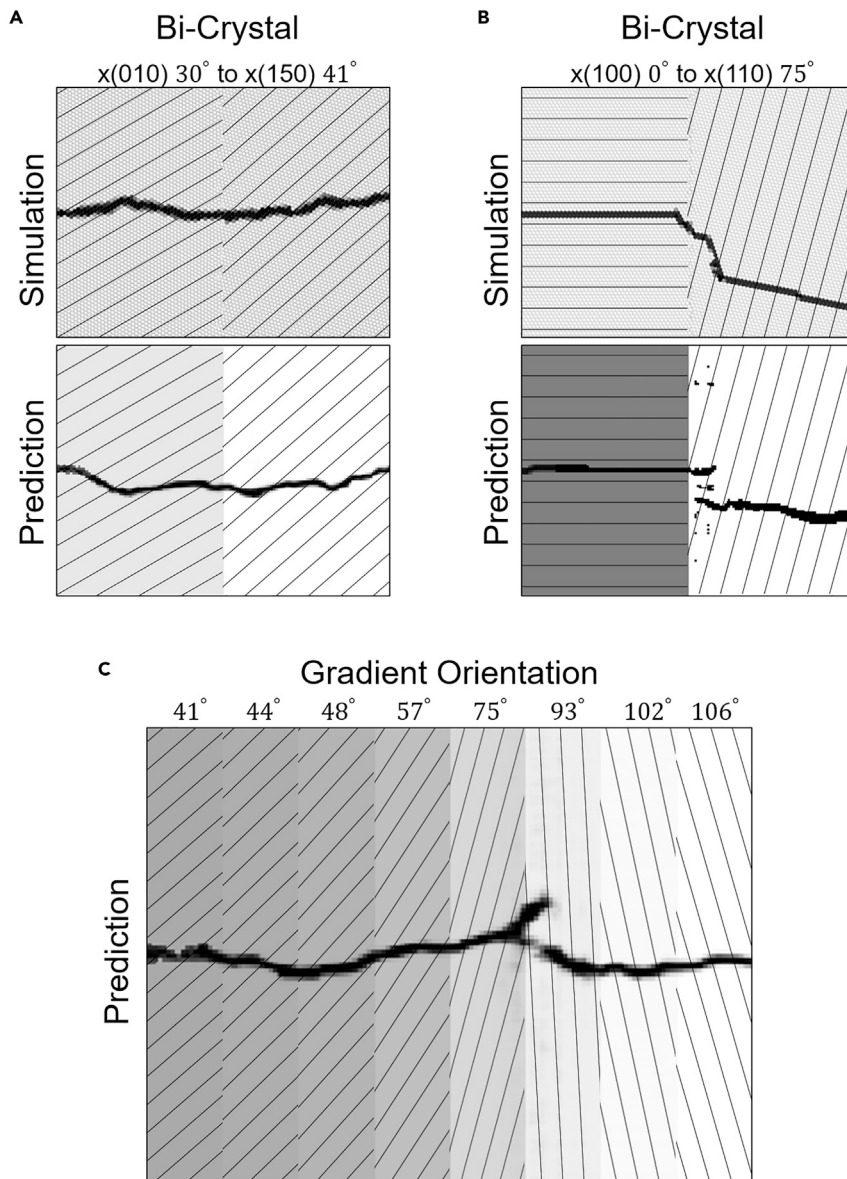 A
Bi-Crystal
x(010) 30° to x(150) 41°
Simulation
Prediction
B
Bi-Crystal
x(100) 0° to x(110) 75°
Simulation
Prediction
C
Gradient Orientation
41° 44° 48° 57° 75° 93° 102° 106°
Prediction